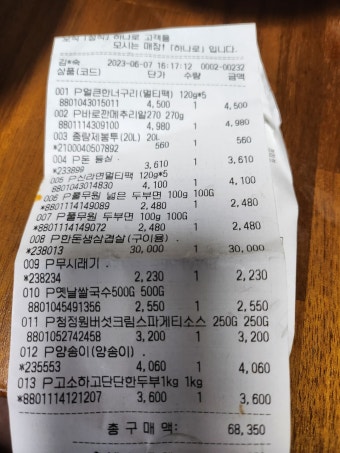 하나로 고객을
모시는 매장! 「하나로」입니다.
김*숙 2023-06-07 16:17:12 0002-00232
상품(코드) 단가 수량 금액
001 P얼큰한너구리(멀티팩) 120g*5
8801043015011 4,500 1 4,500
002 P바로판메추리알270 270g
8801114309100 4,980 1 4,980
003 종량제봉투(20L) 20L
*2100040507892 560 1 560
004 P돈 등심 .
*233899 3,610 1 3,610
005 P신라면멀티팩 120g*5
8801043014830 4,100 1 4,100
006 P풀무원 넓은 두부면 100g 100G
*8801114149089 2,480 1 2,480
007 P풀무원 두부면 100g 100G
*8801114149072 2,480 1 2,480
008 P한돈생삼겹살(구이용) .
*238013 30,000 1 30,000
009 P무시래기 .
*238234 2,230 1 2,230
010 P옛날쌀국수500G 500G
8801045491356 2,550 1 2,550
011 P청정원버섯크림스파게티소스 250G 250G
8801052742458 3,200 1 3,200
012 P양송이(양송이) .
*235553 4,060 1 4,060
013 P고소하고단단한두부1kg 1kg
*8801114121207 3,600 1 3,600
총 구 매 액: 68,350